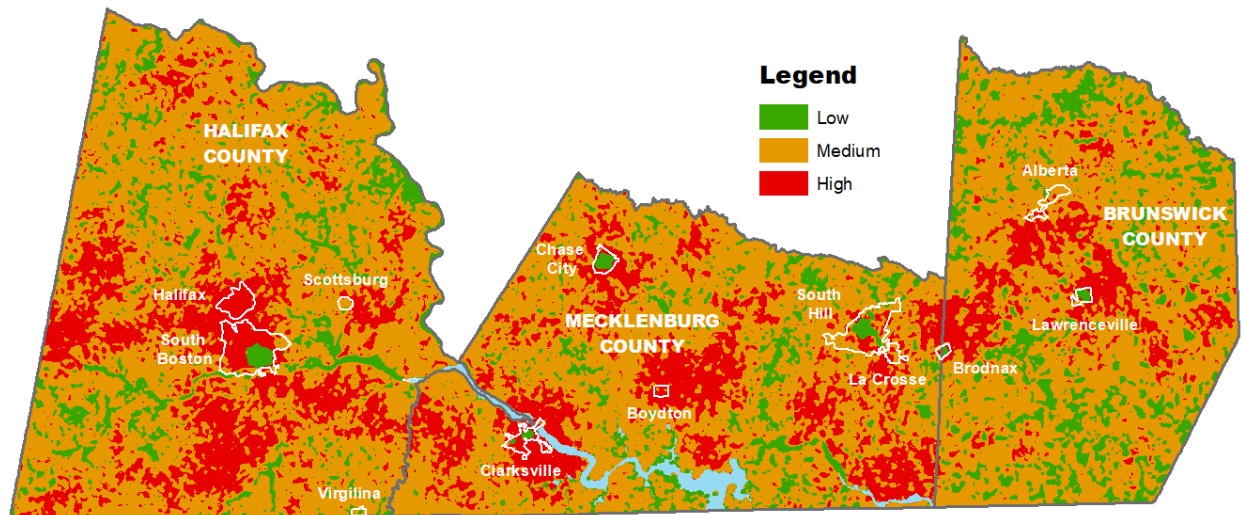 Legend
Low
Medium
High
HALIFAX
COUNTY
Alberta
BRUNSWICK
COUNTY
Chase
City
Scottsburg
Halifax
South
Hill
MECKLENBURG
COUNTY
Lawrenceville
South
Boston
La Crosse
Brodnax
Boydton
Clarksville
Virgilina